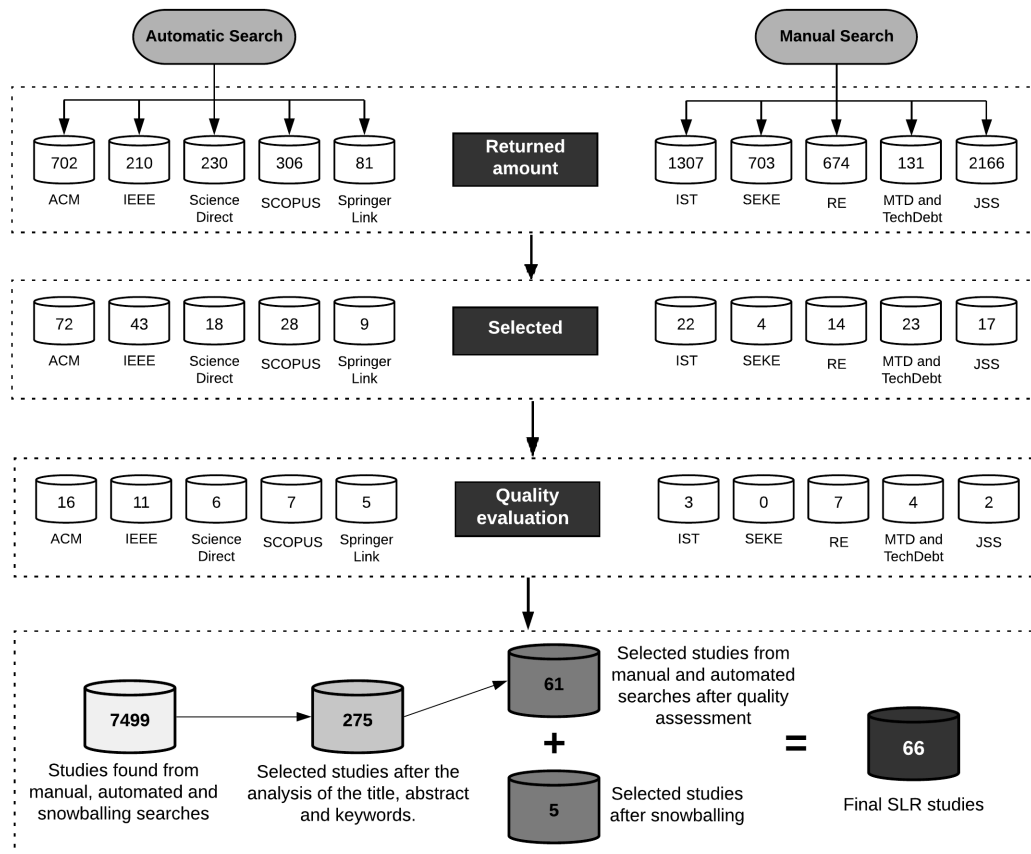 Automatic Search
Manual Search
702
210
230
306
81
Returned
amount
1307
703
674
131
2166
ACM
IEEE
Science
Direct
SCOPUS
Springer
Link
IST
SEKE
RE
MTD and
TechDebt
JSS
72
43
18
28
9
Selected
22
4
14
23
17
ACM
IEEE
Science
Direct
SCOPUS
Springer
Link
IST
SEKE
RE
MTD and
TechDebt
JSS
16
11
6
7
5
Quality
evaluation
3
0
7
4
2
ACM
IEEE
Science
Direct
SCOPUS
Springer
Link
IST
SEKE
RE
MTD and
TechDebt
JSS
7499
Studies found from
manual, automated and
snowballing searches
275
Selected studies after the
analysis of the title, abstract
and keywords.
61
Selected studies from
manual and automated
searches after quality
assessment
+
5
Selected studies
after snowballing
=
66
Final SLR studies